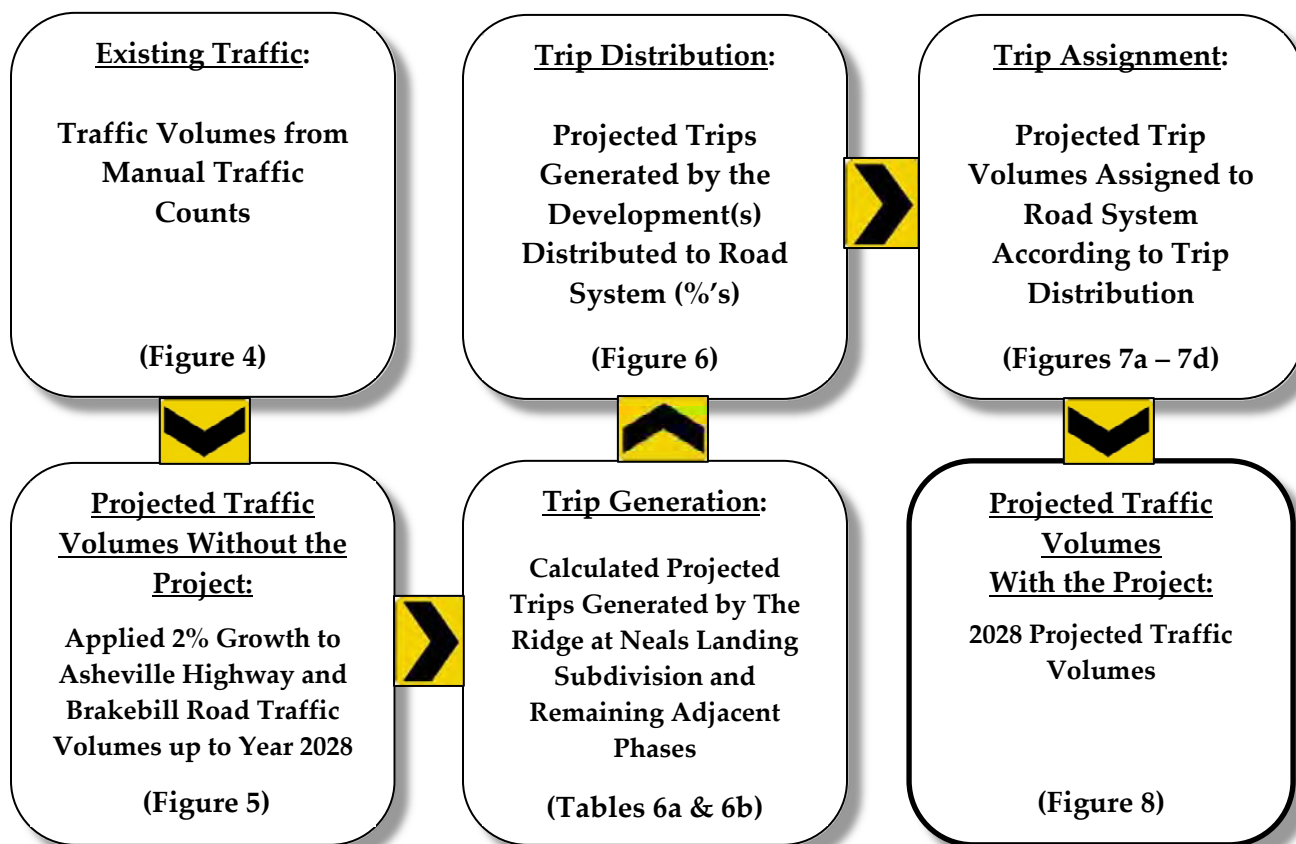 Existing Traffic:
Traffic Volumes from
Manual Traffic
Counts
(Figure 4)
Projected Traffic
Volumes Without the
Project:
Applied 2% Growth to
Asheville Highway and
Brakebill Road Traffic
Volumes up to Year 2028
(Figure 5)
Trip Generation:
Calculated Projected
Trips Generated by The
Ridge at Neals Landing
Subdivision and
Remaining Adjacent
Phases
(Tables 6a & 6b)
Trip Distribution:
Projected Trips
Generated by the
Development(s)
Distributed to Road
System (%’s)
(Figure 6)
Trip Assignment:
Projected Trip
Volumes Assigned to
Road System
According to Trip
Distribution
(Figures 7a – 7d)
Projected Traffic
Volumes
With the Project:
2028 Projected Traffic
Volumes
(Figure 8)